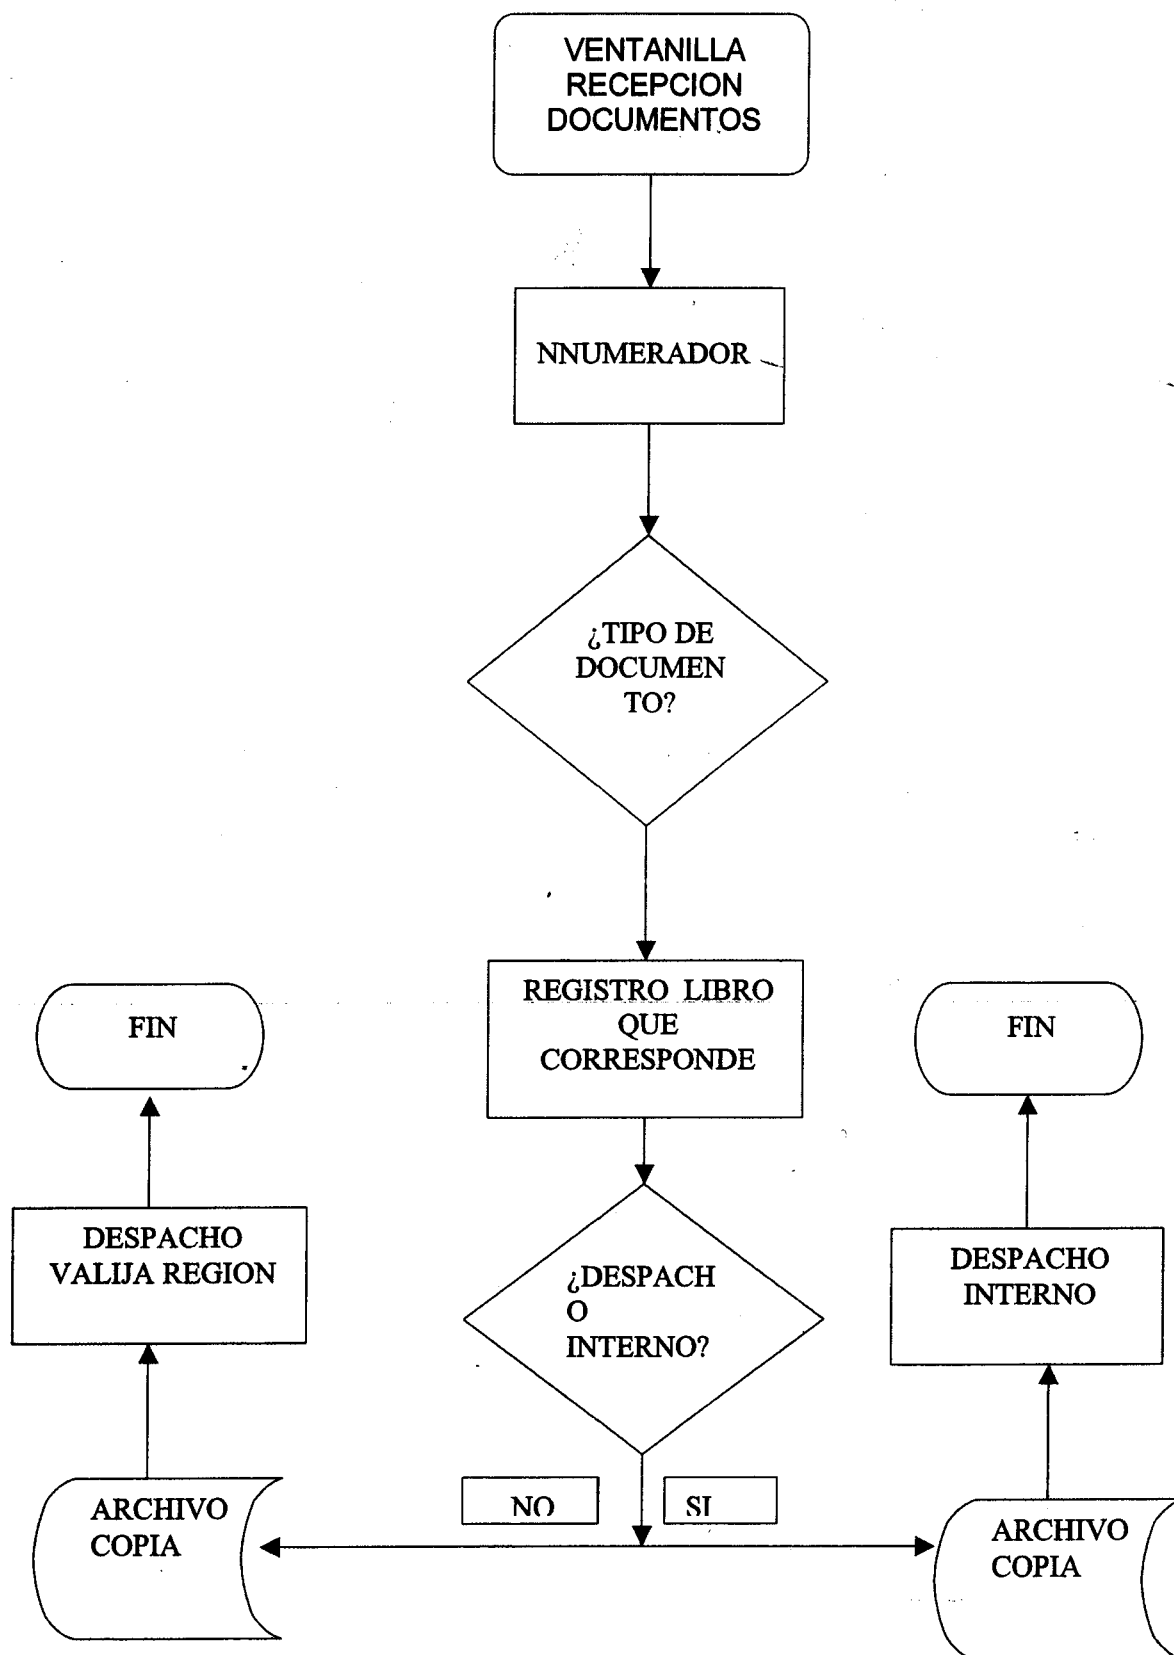 VENTANILLA
RECEPCION
DOCUMENTOS
NNUMERADOR
¿TIPO DE
DOCUMEN
TO?
REGISTRO LIBRO
QUE
CORRESPONDE
FIN
FIN
DESPACHO
VALIJA REGION
¿DESPACH
O
INTERNO?
DESPACHO
INTERNO
NO
SI
ARCHIVO
COPIA
ARCHIVO
COPIA